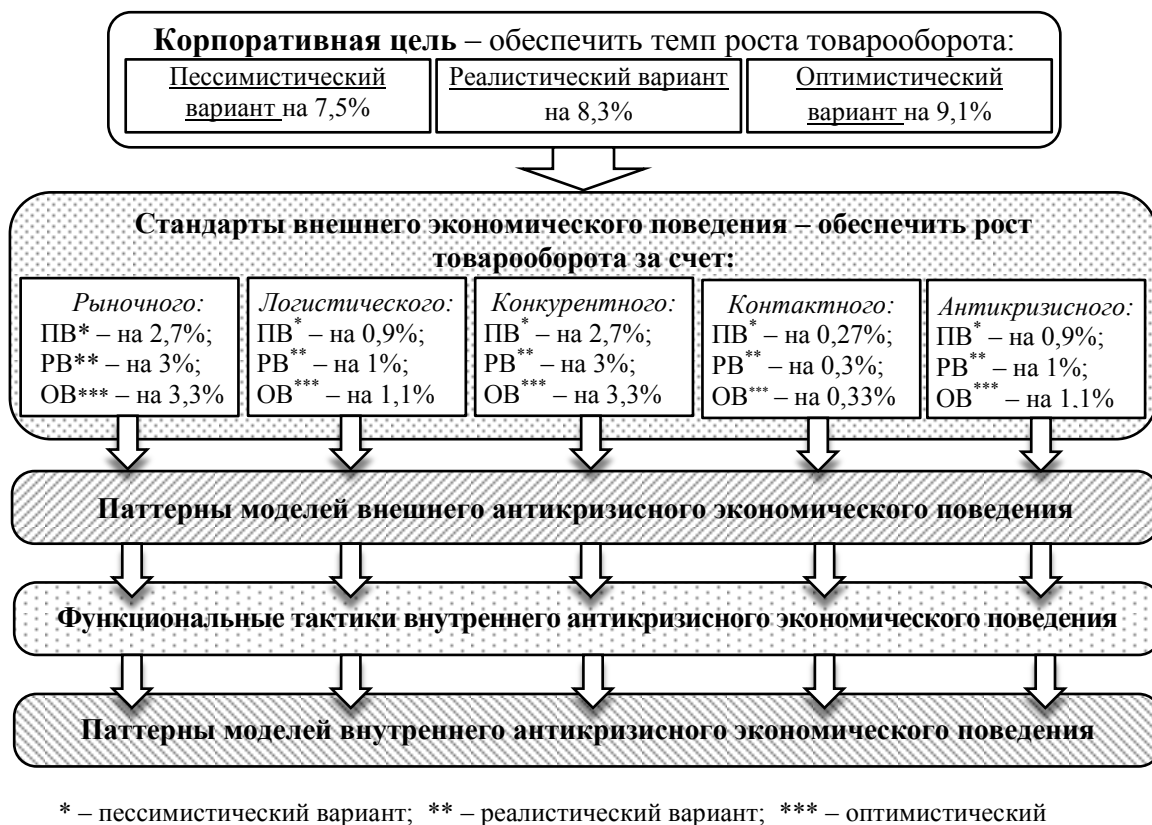 Корпоративная цель – обеспечить темп роста товарооборота:
Пессимистический
вариант на 7,5%
Реалистический вариант
на 8,3%
Оптимистический
вариант на 9,1%
Стандарты внешнего экономического поведения – обеспечить рост
товарооборота за счет:
Рыночного:
ПВ* – на 2,7%;
РВ** – на 3%;
ОВ*** – на 3,3%
Логистического:
ПВ* – на 0,9%;
РВ** – на 1%;
ОВ*** – на 1,1%
Конкурентного:
ПВ* – на 2,7%;
РВ** – на 3%;
ОВ*** – на 3,3%
Контактного:
ПВ* – на 0,27%;
РВ** – на 0,3%;
ОВ*** – на 0,33%
Антикризисного:
ПВ* – на 0,9%;
РВ** – на 1%;
ОВ*** – на 1,1%
Паттерны моделей внешнего антикризисного экономического поведения
Функциональные тактики внутреннего антикризисного экономического поведения
Паттерны моделей внутреннего антикризисного экономического поведения
* – пессимистический вариант; ** – реалистический вариант; *** – оптимистический